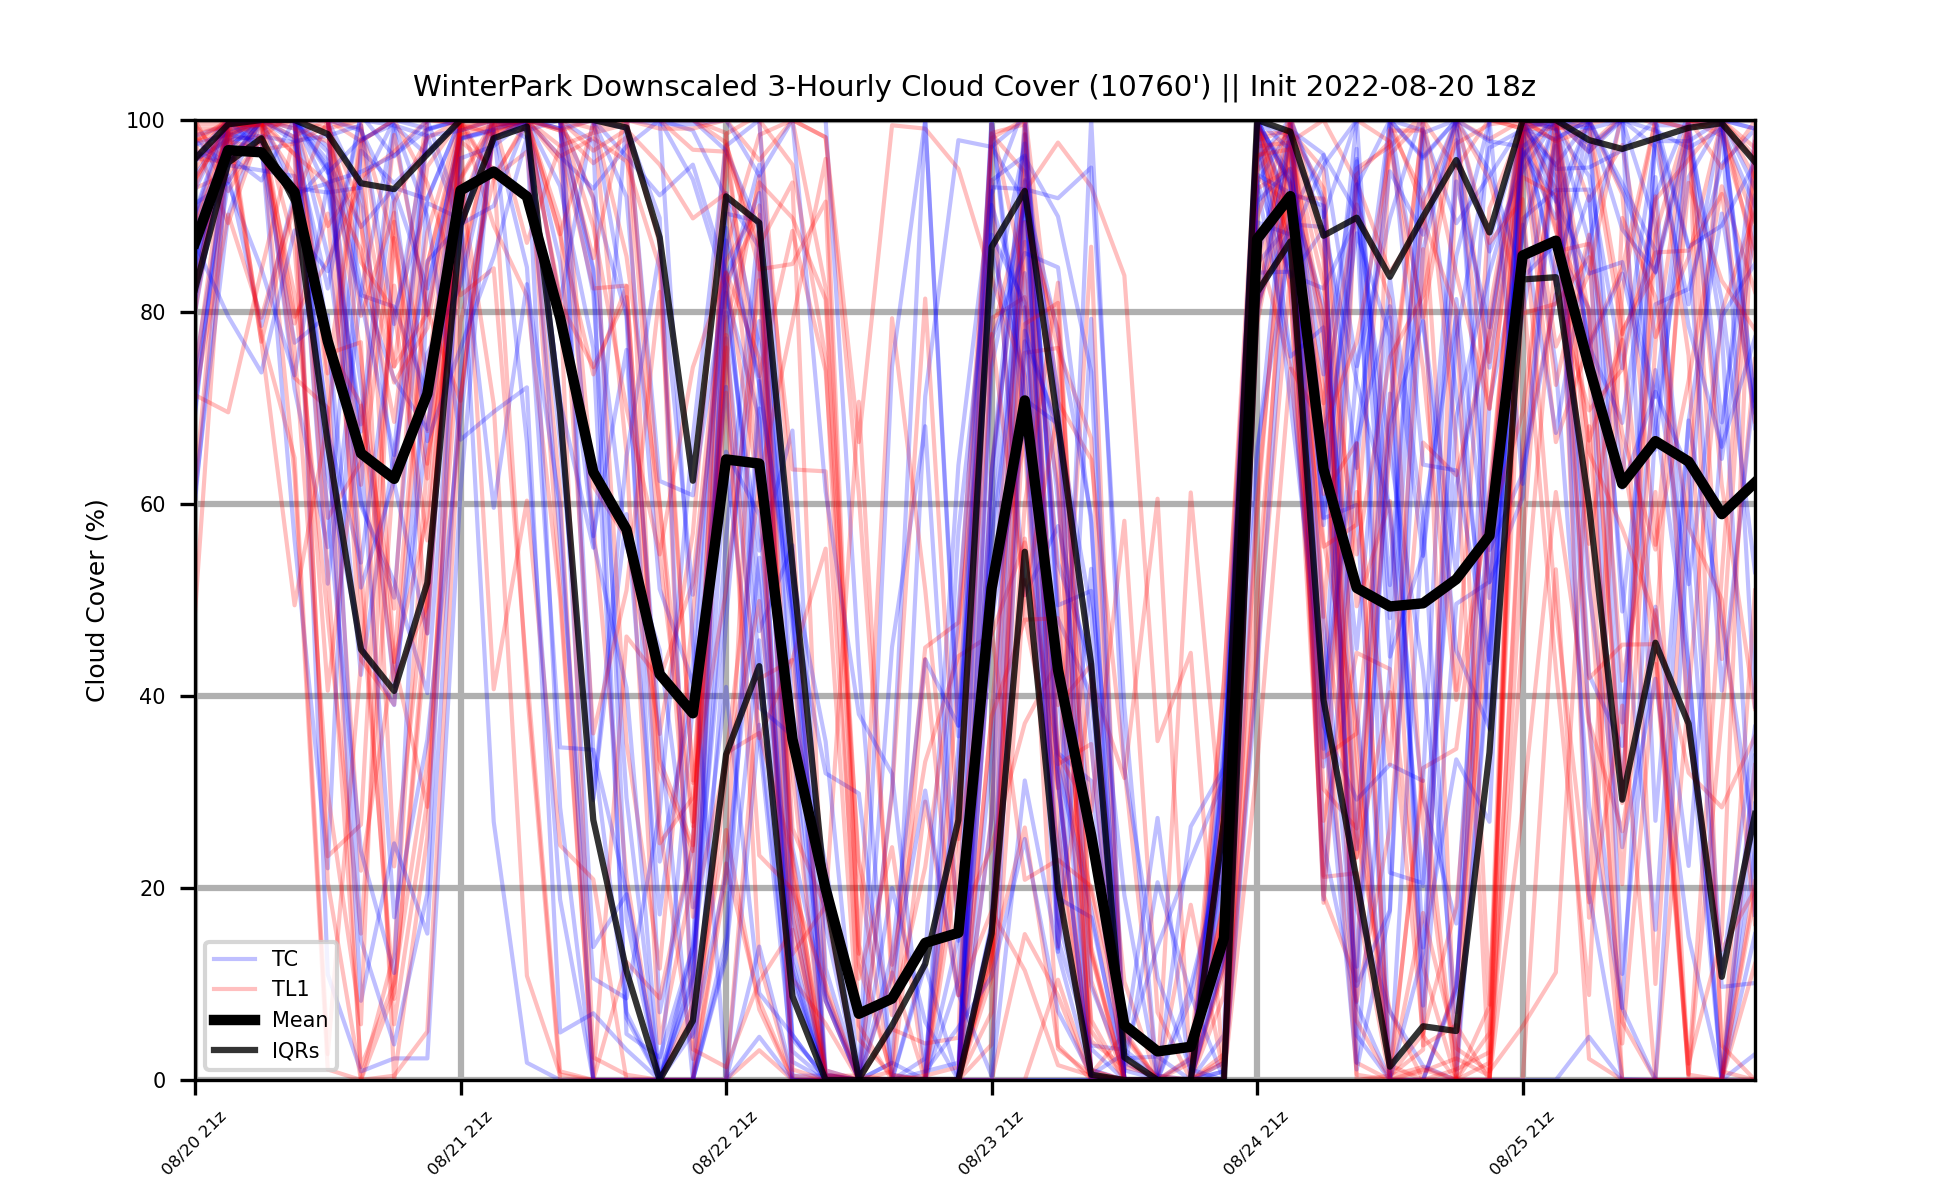 WinterPark Downscaled 3-Hourly Cloud Cover (10760') || Init 2022-08-20 18z
Cloud Cover (%)
100
80
60
40
20
0
TC
TL1
Mean
IQRs
08/20 21z
08/21 21z
08/22 21z
08/23 21z
08/24 21z
08/25 21z